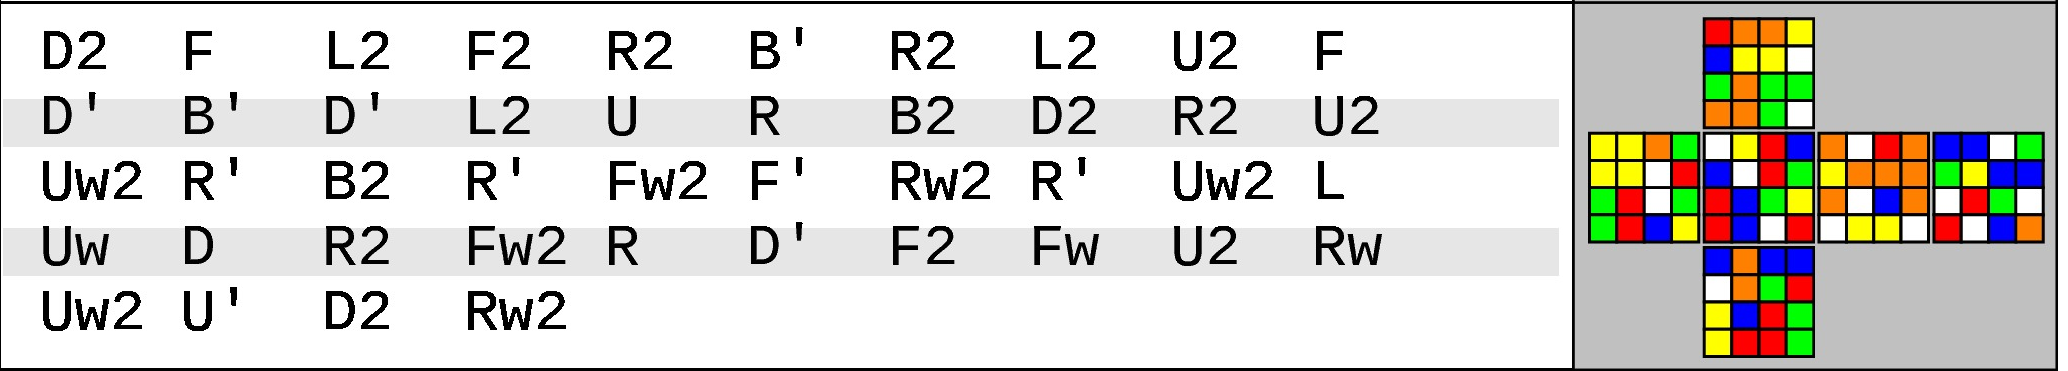 D2 F L2 F2 R2 B' R2 L2 U2 F
D' B' D' L2 U R B2 D2 R2 U2
Uw2 R' B2 R' Fw2 F' Rw2 R' Uw2 L
Uw D R2 Fw2 R D' F2 Fw U2 Rw
Uw2 U' D2 Rw2